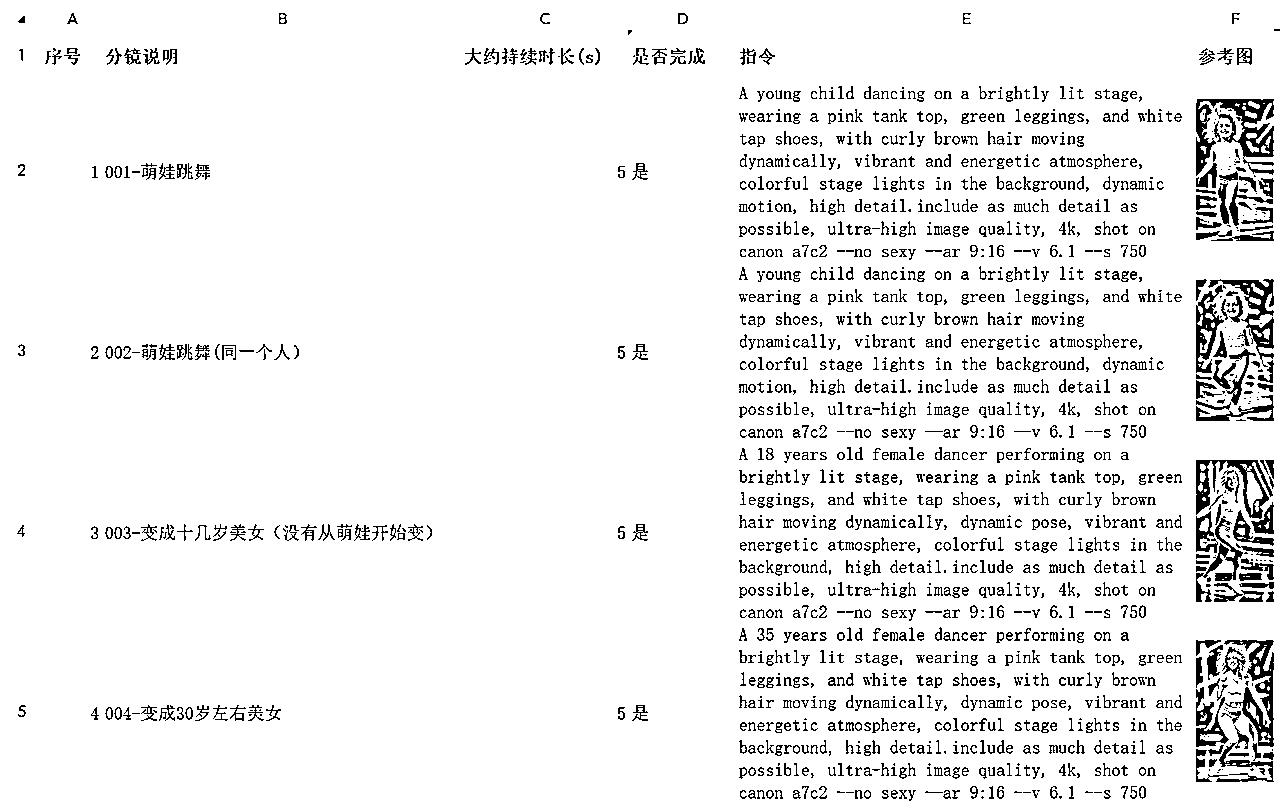 A B C D E F
1 序号 分镜说明 大约持续时长(s) 是否完成 指令 参考图
A young child dancing on a brightly lit stage,
wearing a pink tank top, green leggings, and white
tap shoes, with curly brown hair moving
dynamically, vibrant and energetic atmosphere,
2 1 001-萌娃跳舞 5 是
colorful stage lights in the background, dynamic
motion, high detail.include as much detail as
possible, ultra-high image quality, 4k, shot on
canon a7c2 --no sexy —ar 9:16 --v 6.1 --s 750
A young child dancing on a brightly lit stage,
wearing a pink tank top, green leggings, and white
tap shoes, with curly brown hair moving
dynamically, vibrant and energetic atmosphere,
3 2 002-萌娃跳舞(同一个人） 5 是
colorful stage lights in the background, dynamic
motion, high detail.include as much detail as
possible, ultra-high image quality, 4k, shot on
canon a7c2 --no sexy —ar 9:16 —v 6.1 --s 750
A 18 years old female dancer performing on a
brightly lit stage, wearing a pink tank top, green
leggings, and white tap shoes, with curly brown
hair moving dynamically, dynamic pose, vibrant and
4 3 003-变成十几岁美女（没有从萌娃开始变） 5 是
energetic atmosphere, colorful stage lights in the
background, high detail.include as much detail as
possible, ultra-high image quality, 4k, shot on
canon a7c2 --no sexy —ar 9:16 --v 6.1 --s 750
A 35 years old female dancer performing on a
brightly lit stage, wearing a pink tank top, green
leggings, and white tap shoes, with curly brown
hair moving dynamically, dynamic pose, vibrant and
5 4 004-变成30岁左右美女 5 是
energetic atmosphere, colorful stage lights in the
background, high detail.include as much detail as
possible, ultra-high image quality, 4k, shot on
canon a7c2 --no sexy —ar 9:16 --v 6.1 --s 750